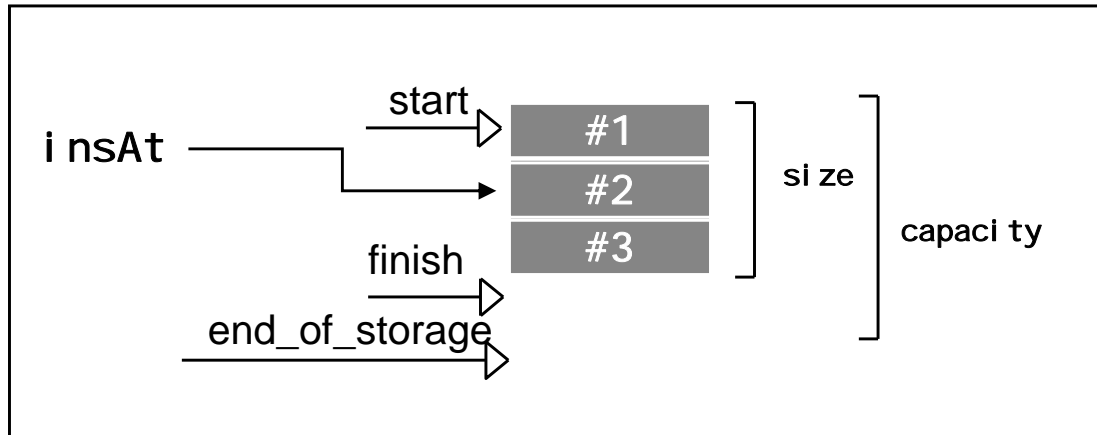 start
#1
insAt
#2
size
#3
capacity
finish
end_of_storage